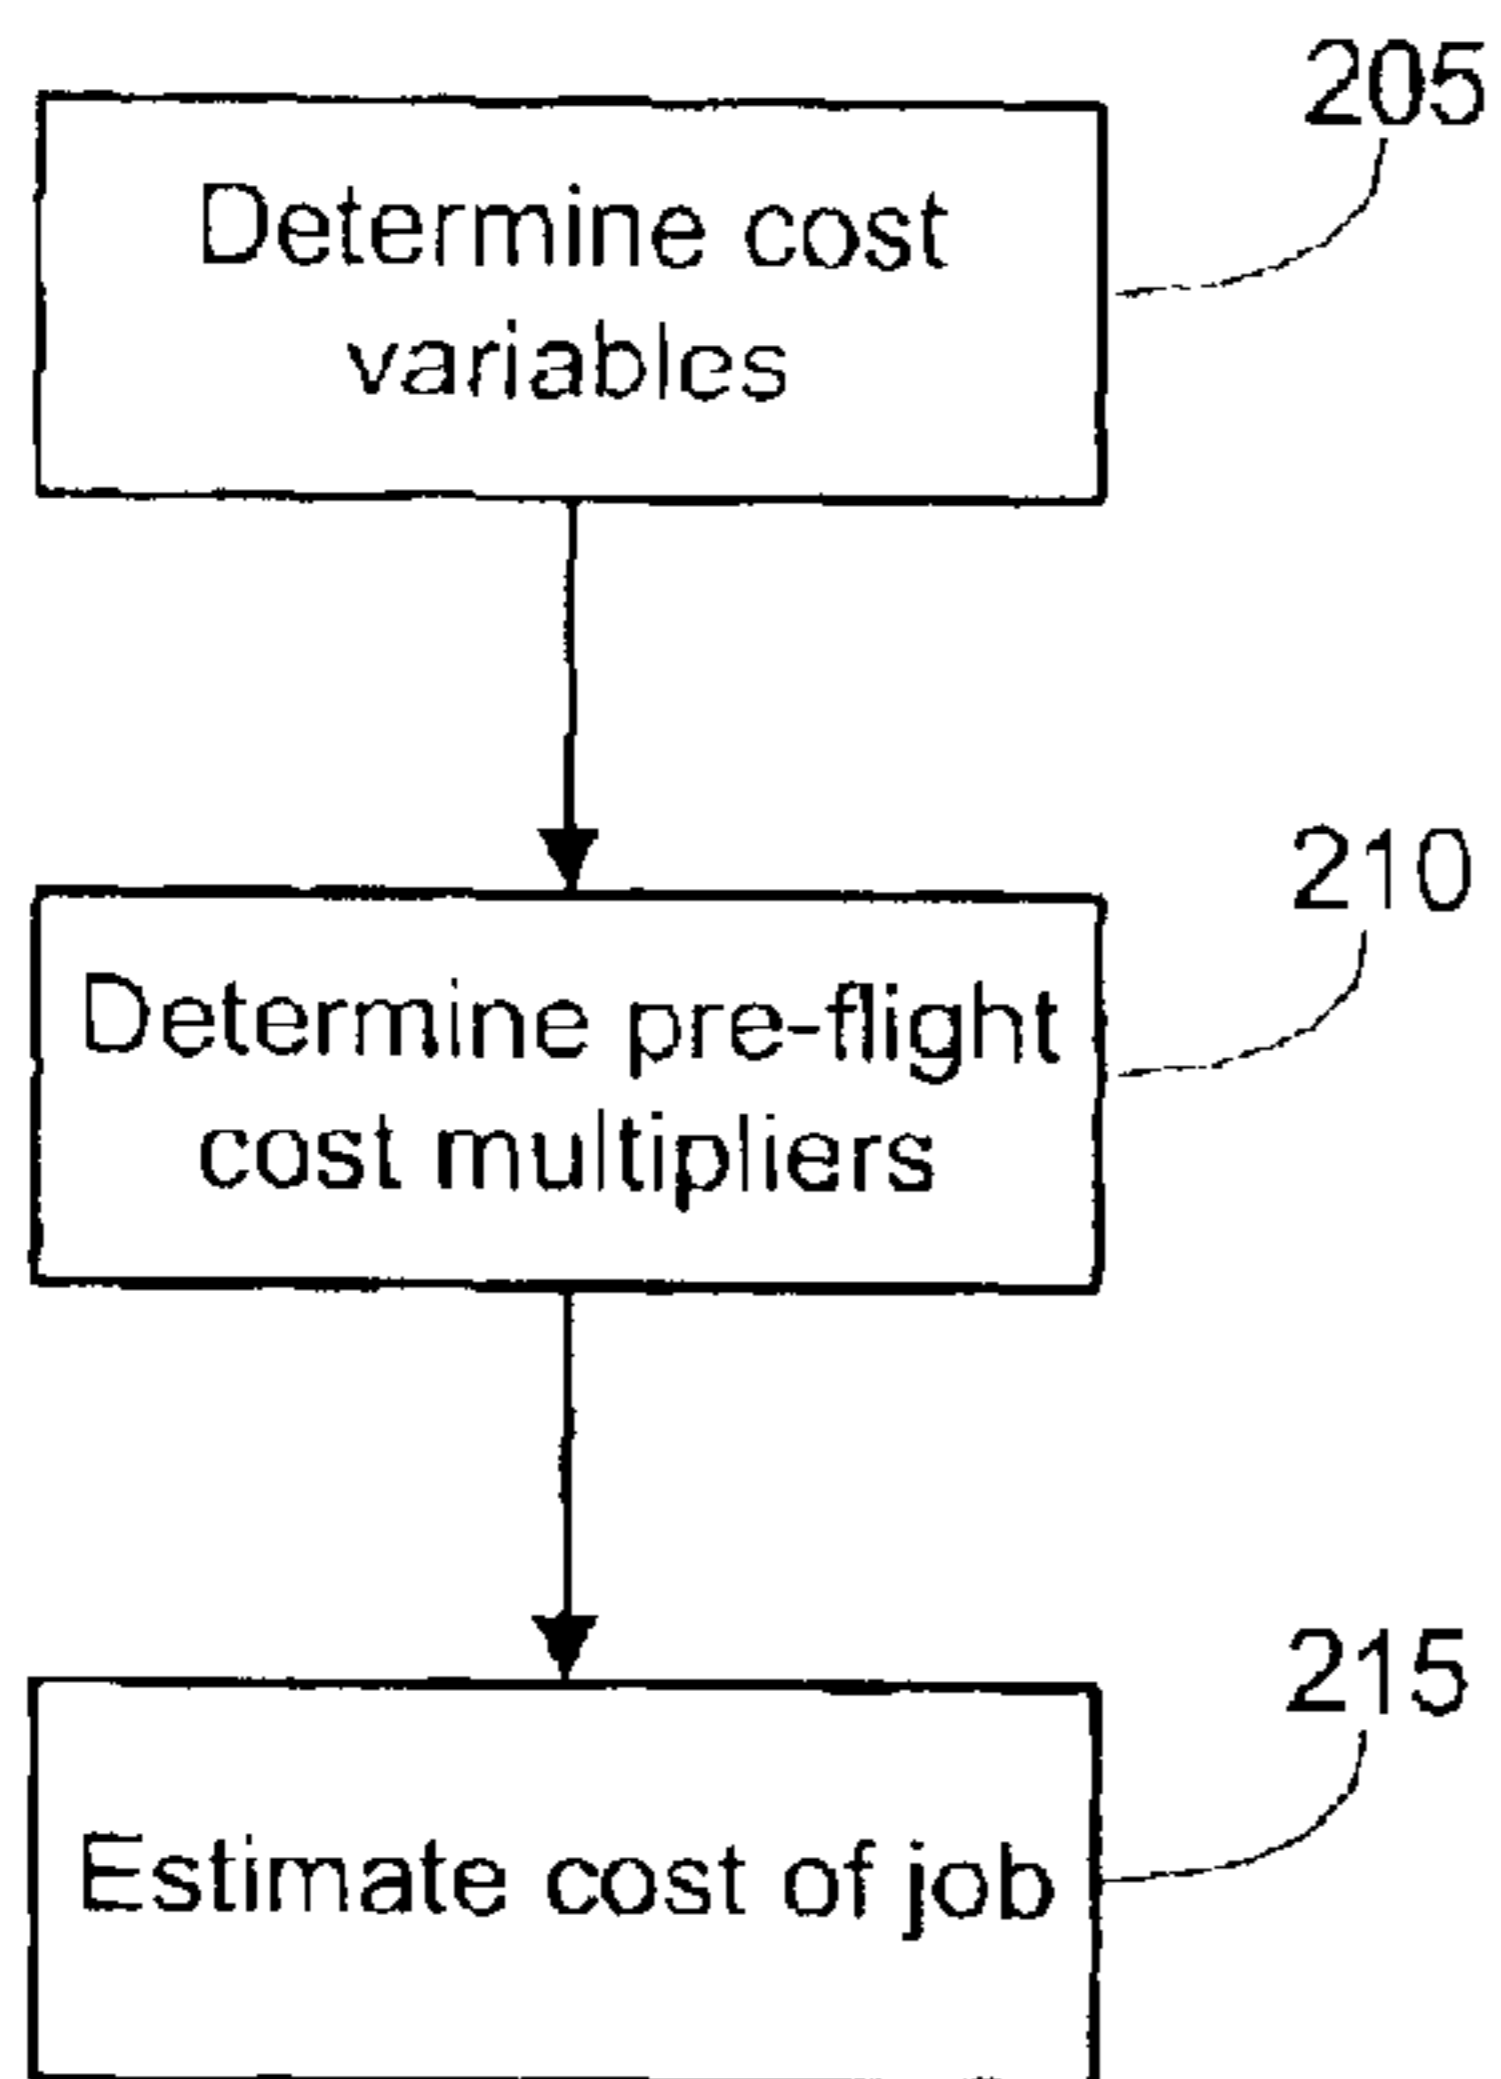 205
Determine cost
variables
210
Determine pre-flight
cost multipliers
215
Estimate cost of job